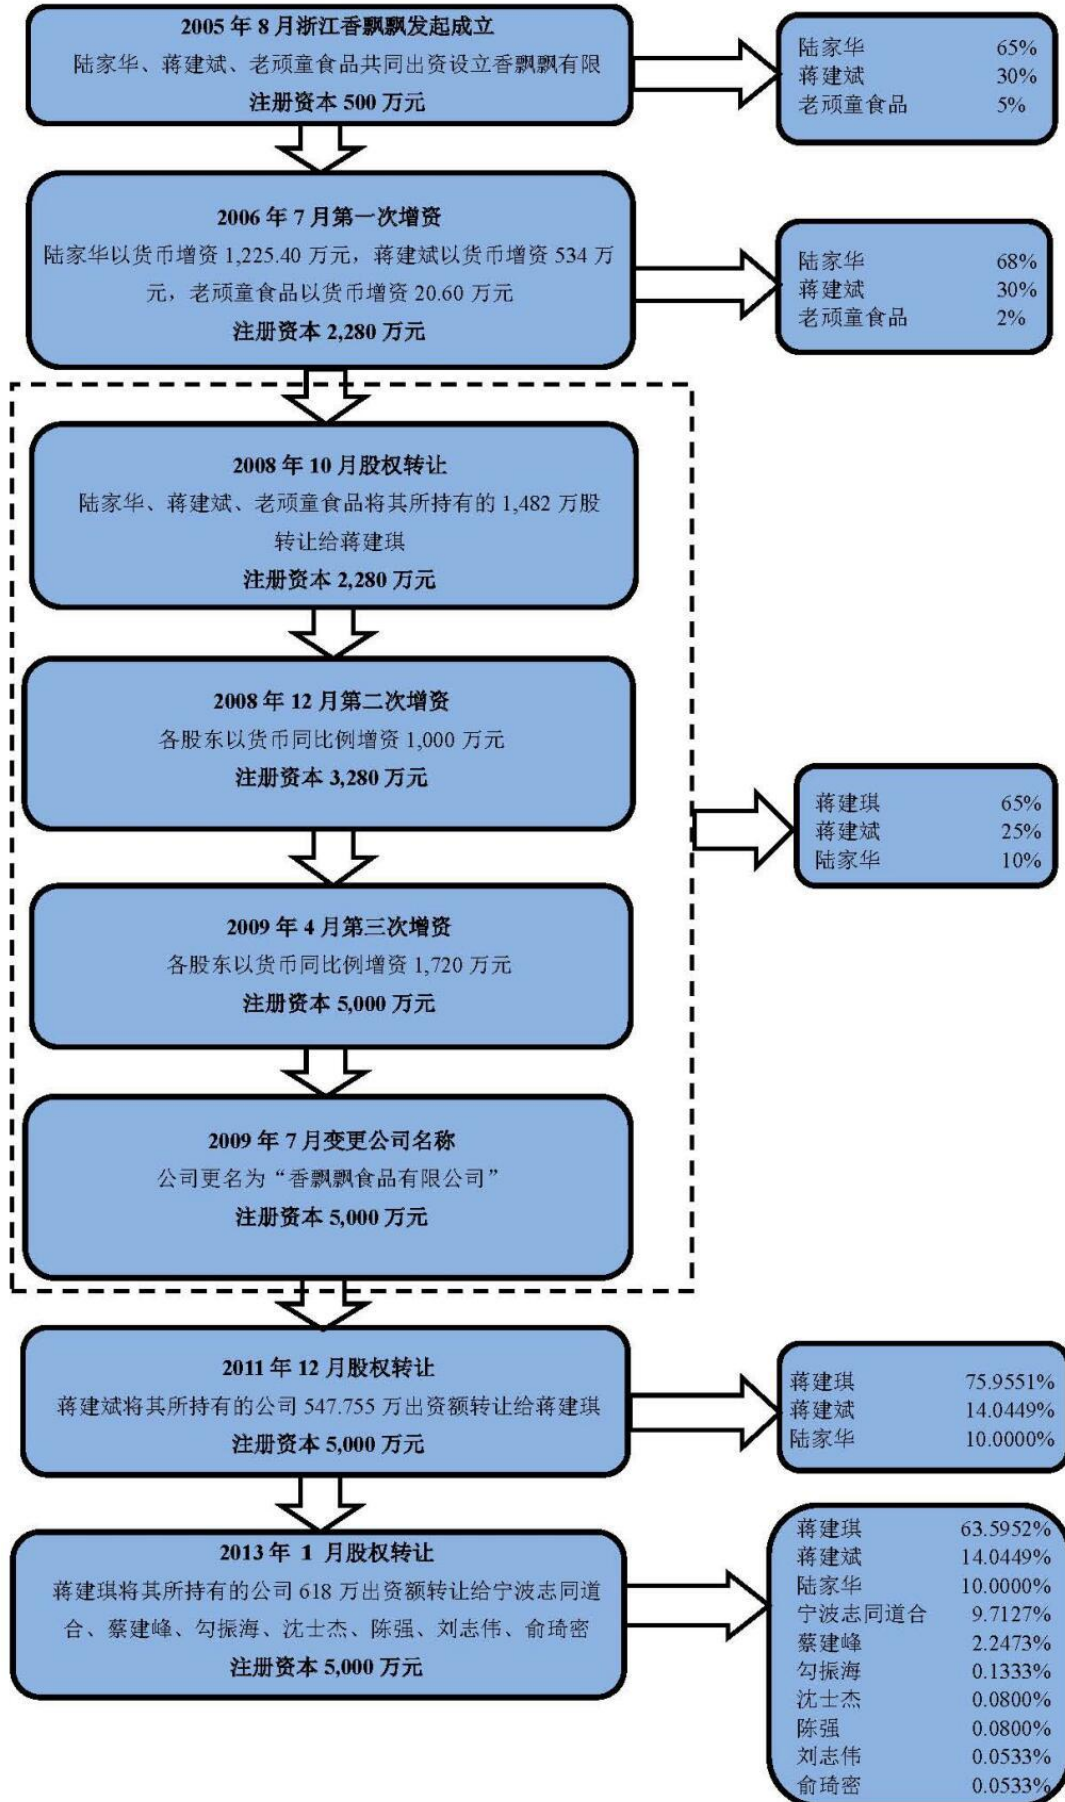 2005 年 8 月浙江香飘飘发起成立
陆家华、蒋建斌、老顽童食品共同出资设立香飘飘有限
注册资本 500 万元
陆家华 65%
蒋建斌 30%
老顽童食品 5%
2006 年 7 月第一次增资
陆家华以货币增资 1,225.40 万元，蒋建斌以货币增资 534 万
元，老顽童食品以货币增资 20.60 万元
注册资本 2,280 万元
陆家华 68%
蒋建斌 30%
老顽童食品 2%
2008 年 10 月股权转让
陆家华、蒋建斌、老顽童食品将其所持有的 1,482 万股
转让给蒋建琪
注册资本 2,280 万元
2008 年 12 月第二次增资
各股东以货币同比例增资 1,000 万元
注册资本 3,280 万元
蒋建琪 65%
蒋建斌 25%
陆家华 10%
2009 年 4 月第三次增资
各股东以货币同比例增资 1,720 万元
注册资本 5,000 万元
2009 年 7 月变更公司名称
公司更名为“香飘飘食品有限公司”
注册资本 5,000 万元
2011 年 12 月股权转让
蒋建斌将其所持有的公司 547.755 万出资额转让给蒋建琪
注册资本 5,000 万元
蒋建琪 75.9551%
蒋建斌 14.0449%
陆家华 10.0000%
2013 年 1 月股权转让
蒋建琪将其所持有的公司 618 万出资额转让给宁波志同道
合、蔡建峰、勾振海、沈士杰、陈强、刘志伟、俞琦密
注册资本 5,000 万元
蒋建琪 63.5952%
蒋建斌 14.0449%
陆家华 10.0000%
宁波志同道合 9.7127%
蔡建峰 2.2473%
勾振海 0.1333%
沈士杰 0.0800%
陈强 0.0800%
刘志伟 0.0533%
俞琦密 0.0533%